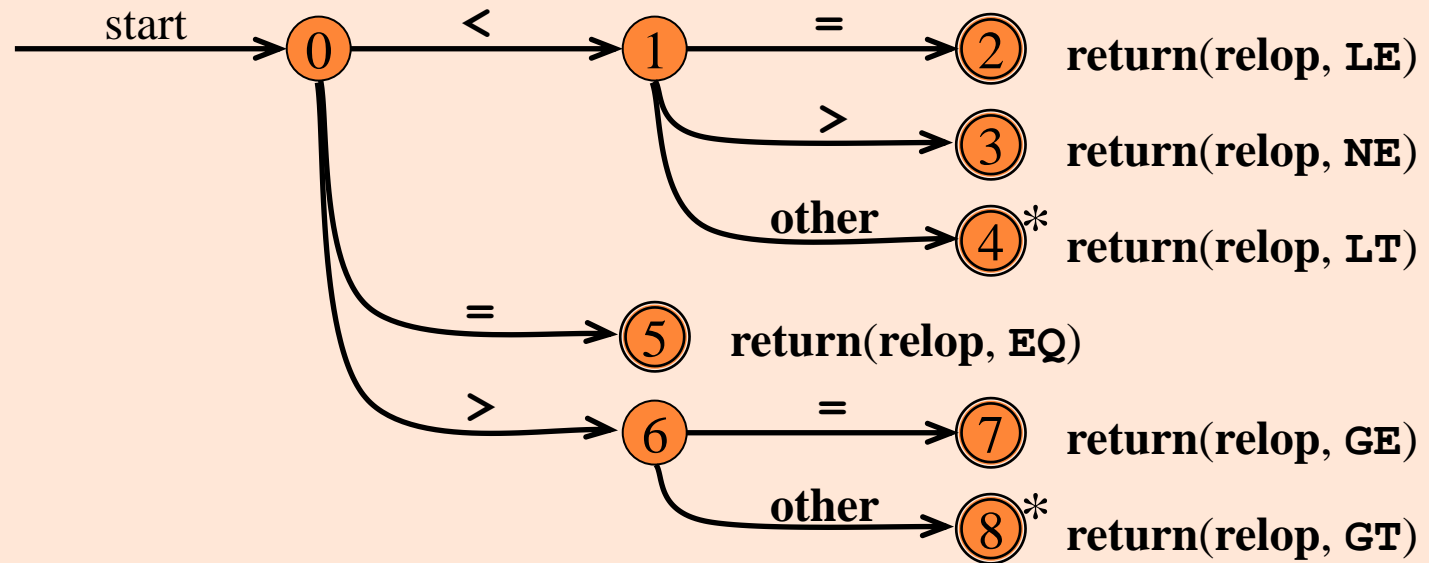 start < =
0 1 2 return(relop, LE)
>
3 return(relop, NE)
other
4* return(relop, LT)
=
5 return(relop, EQ)
> =
6 7 return(relop, GE)
other
8* return(relop, GT)